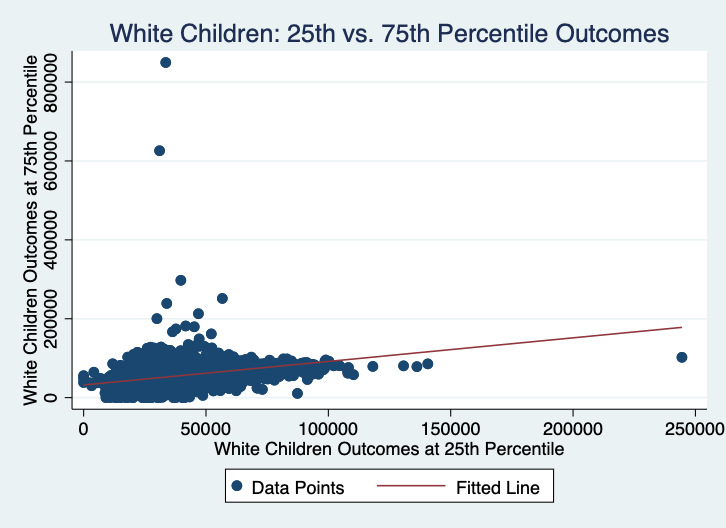 White Children: 25th vs. 75th Percentile Outcomes
White Children Outcomes at 75th Percentile
800000
600000
400000
200000
0
0 50000 100000 150000 200000 250000
White Children Outcomes at 25th Percentile
Data Points Fitted Line